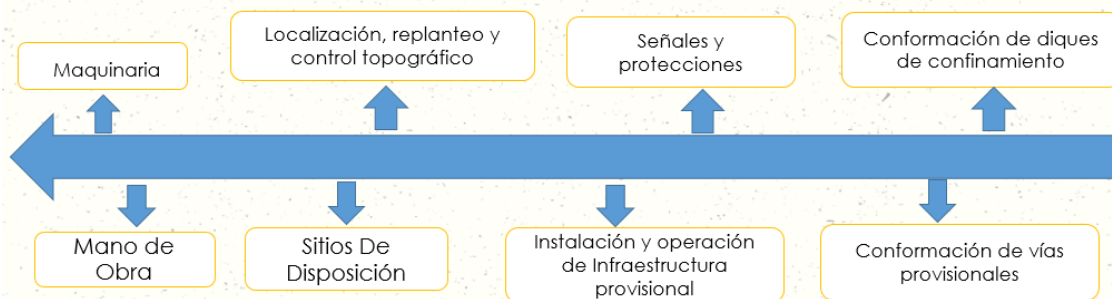 Maquinaria
Localización, replanteo y
control topográfico
Señales y
protecciones
Conformación de diques
de confinamiento
Mano de
Obra
Sitios De
Disposición
Instalación y operación
de Infraestructura
provisional
Conformación de vías
provisionales